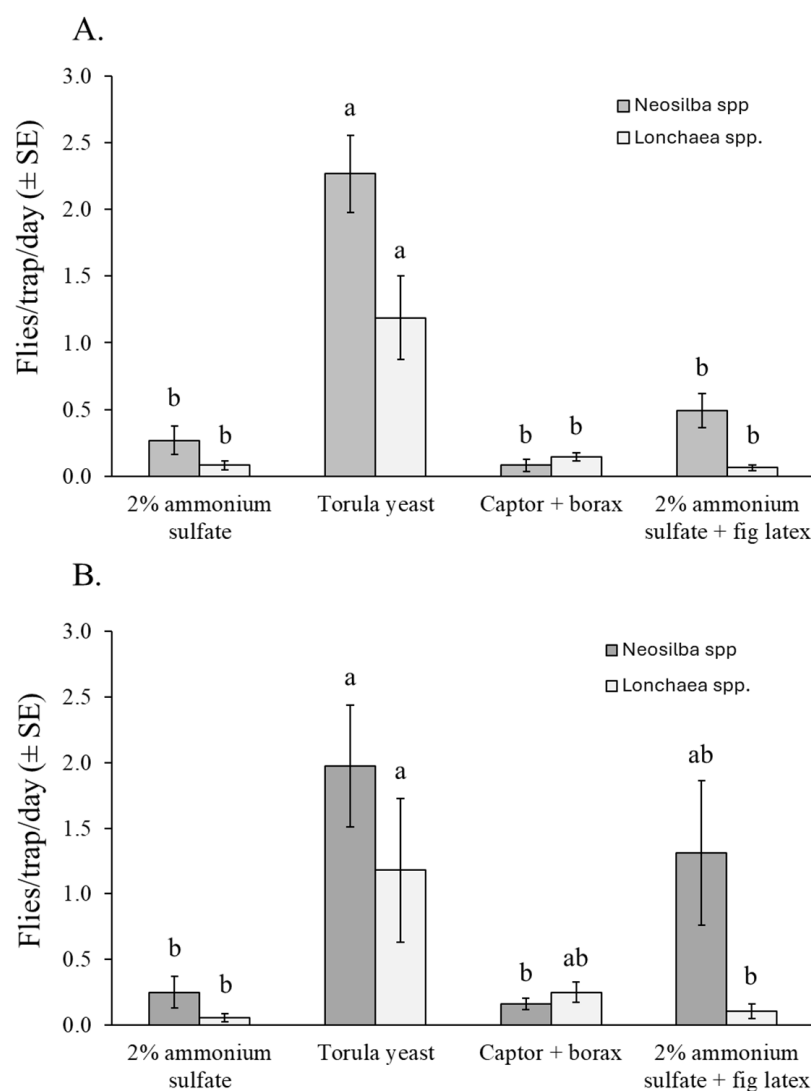 A.
Flies/trap/day (± SE)
3.0
2.5
2.0
1.5
1.0
0.5
0.0
Neosilba spp
Lonchaea spp.
b
b
a
a
b
b
b
b
2% ammonium
sulfate
Torula yeast
Captor + borax
2% ammonium
sulfate + fig latex
B.
Flies/trap/day (± SE)
3.0
2.5
2.0
1.5
1.0
0.5
0.0
Neosilba spp
Lonchaea spp.
b
b
a
a
b
ab
ab
b
2% ammonium
sulfate
Torula yeast
Captor + borax
2% ammonium
sulfate + fig latex